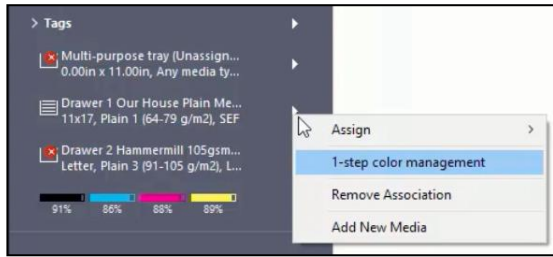 > Tags
Multi-purpose tray (Unassign...
0.00in x 11.00in, Any media ty...
Drawer 1 Our House Plain Me...
11x17, Plain 1 (64-79 g/m2), SEF
Drawer 2 Hammermill 105gsm...
Letter, Plain 3 (91-105 g/m2), L...
91% 86% 88% 89%
Assign >
1-step color management
Remove Association
Add New Media